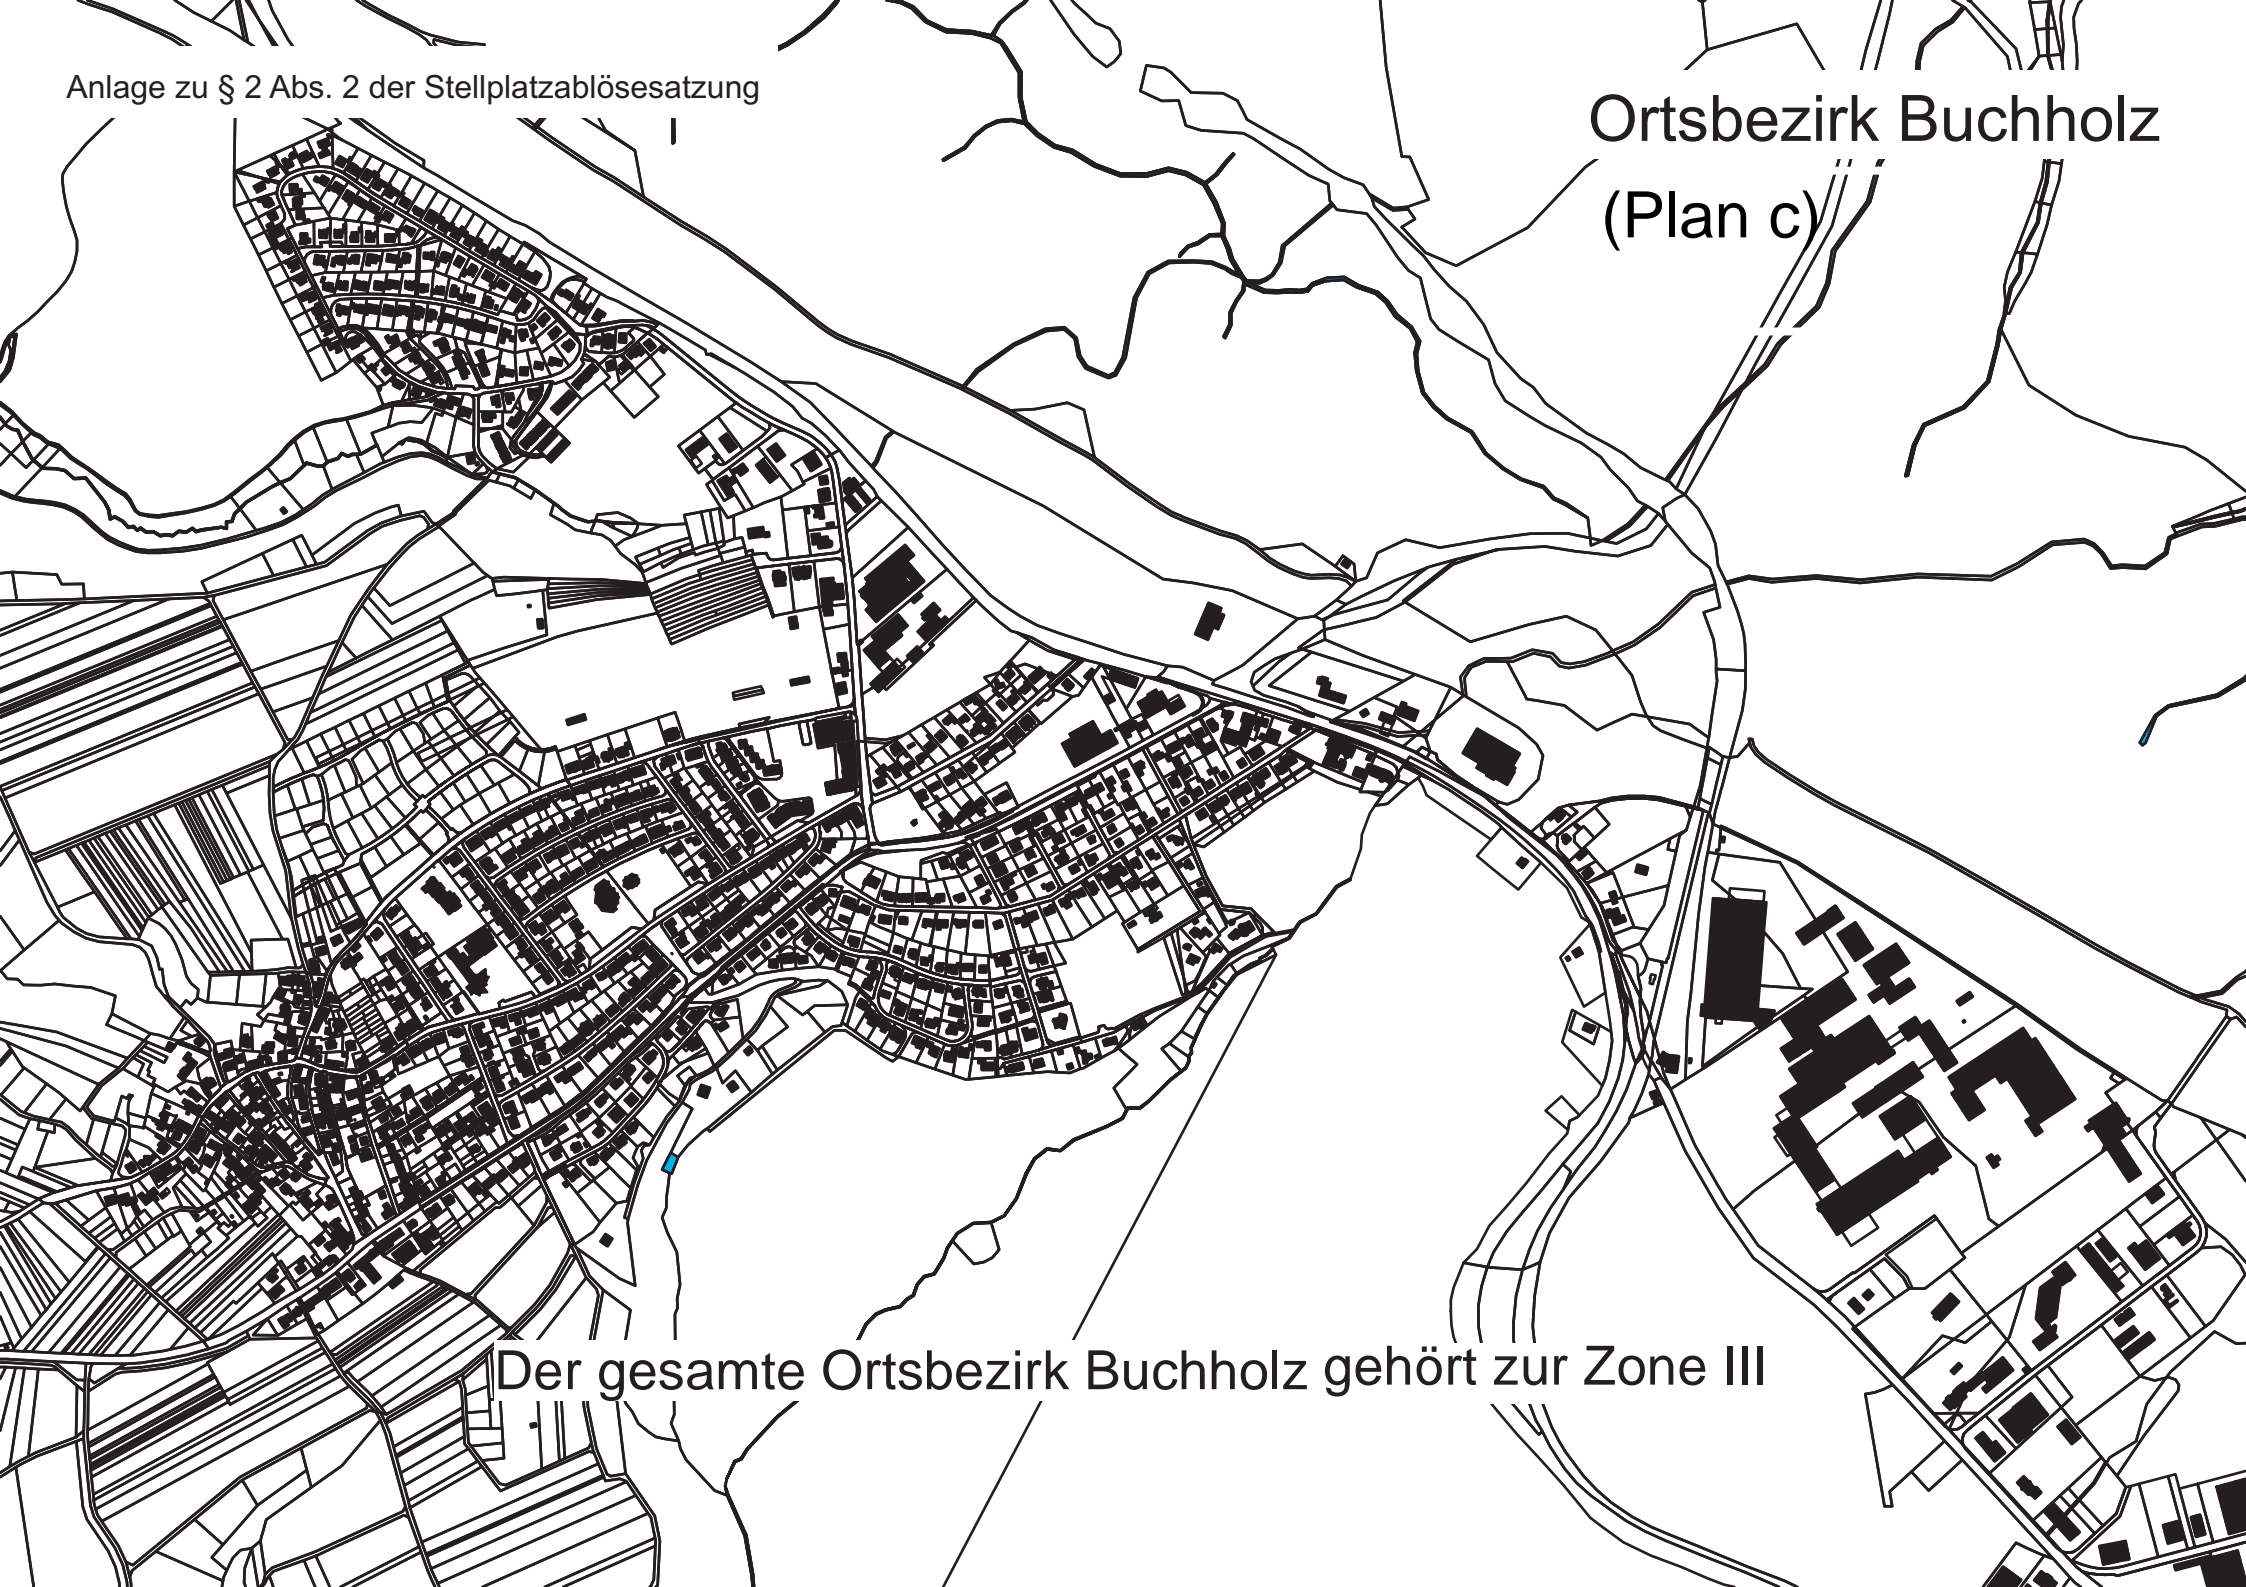 Anlage zu § 2 Abs. 2 der Stellplatzablösesatzung
Ortsbezirk Buchholz
(Plan c)
Der gesamte Ortsbezirk Buchholz gehört zur Zone III